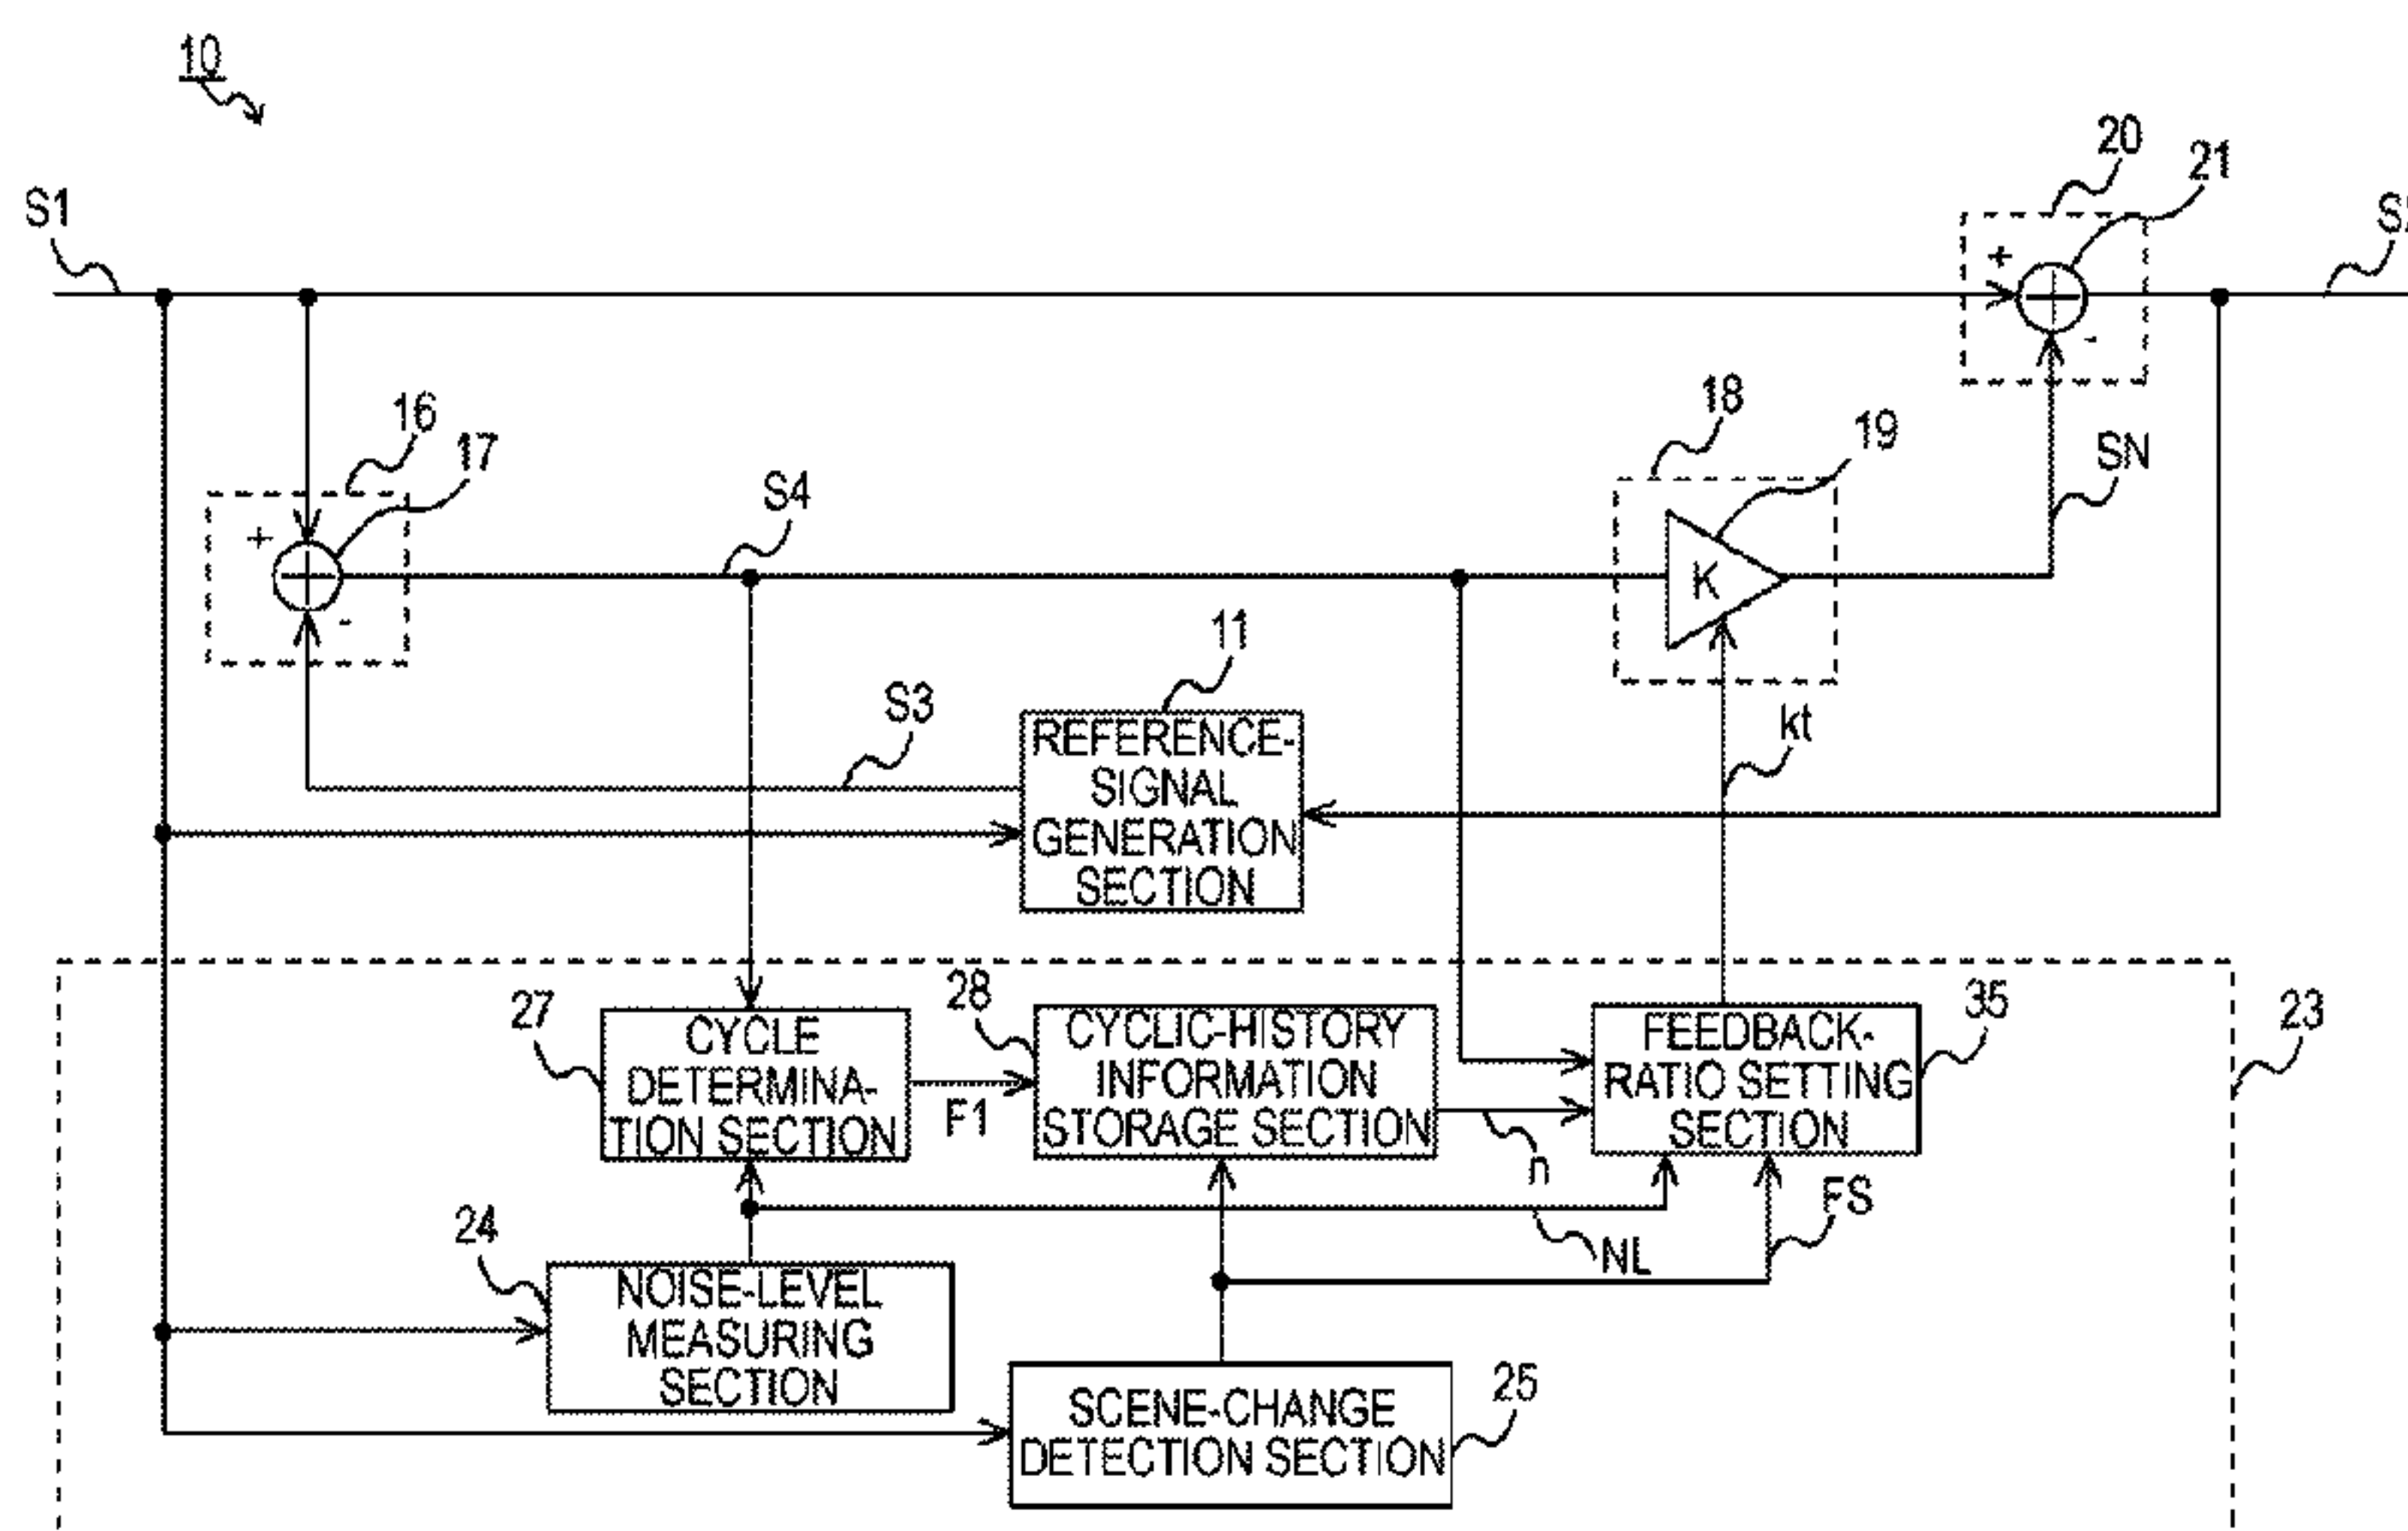 10
20
21
S1
+
-
18
19
16
17
SN
S4
+
-
K
11
S3
kt
REFERENCE-
SIGNAL
GENERATION
SECTION
27
28
35
23
CYCLE
DETERMINA-
TION SECTION
F1
CYCLIC-HISTORY
INFORMATION
STORAGE SECTION
n
FEEDBACK-
RATIO SETTING
SECTION
FS
NL
24
NOISE-LEVEL
MEASURING
SECTION
25
SCENE-CHANGE
DETECTION SECTION